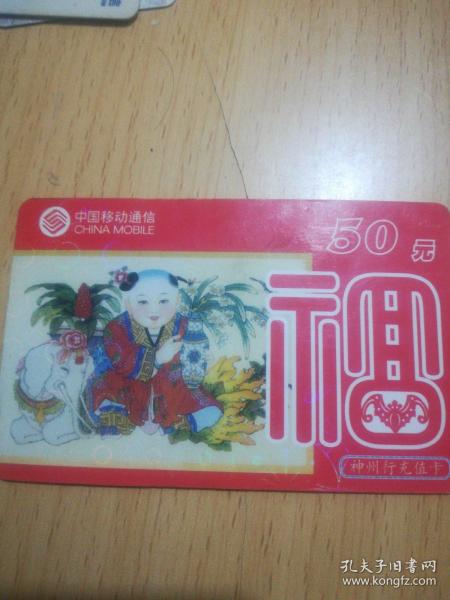 中国移动通信
CHINA MOBILE
50元
福
神州行充值卡
孔夫子旧书网
www.kongfz.com